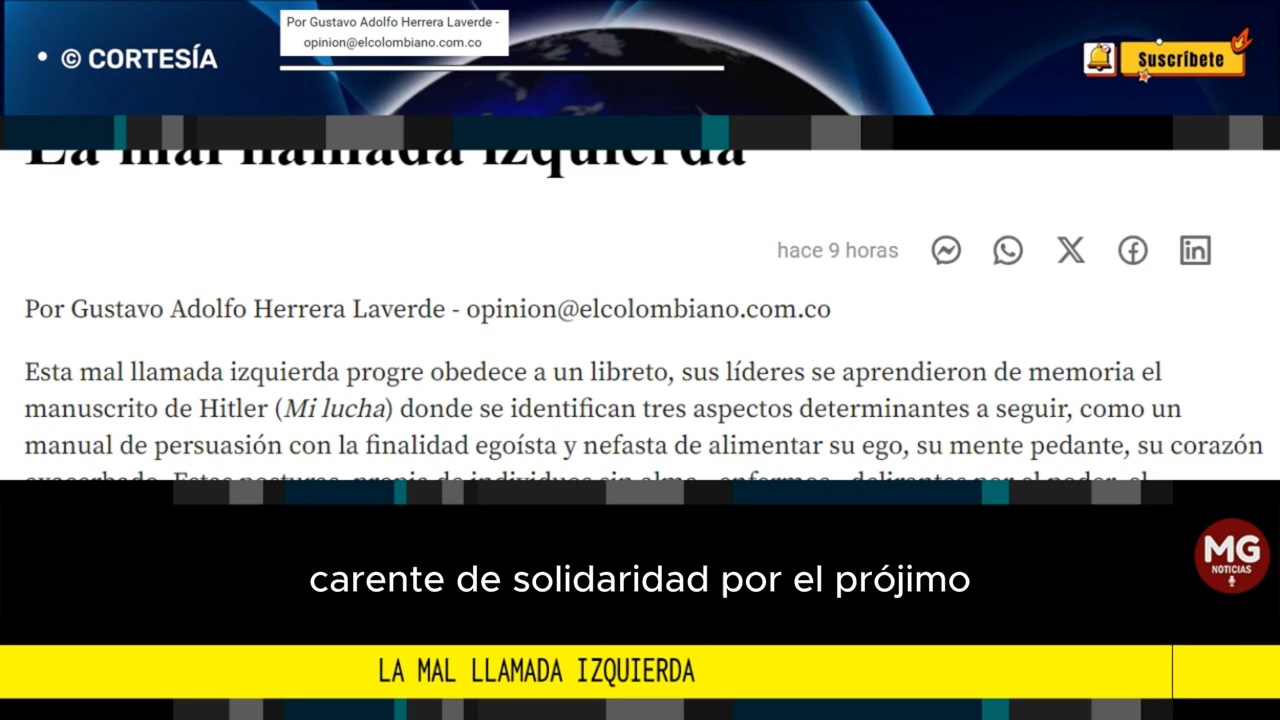 • © CORTESÍA
Por Gustavo Adolfo Herrera Laverde -
opinion@elcolombiano.com.co
Suscríbete
La mal llamada izquierda
hace 9 horas
Por Gustavo Adolfo Herrera Laverde - opinion@elcolombiano.com.co
Esta mal llamada izquierda progre obedece a un libreto, sus líderes se aprendieron de memoria el
manuscrito de Hitler (Mi lucha) donde se identifican tres aspectos determinantes a seguir, como un
manual de persuasión con la finalidad egoísta y nefasta de alimentar su ego, su mente pedante, su corazón
carente de solidaridad por el prójimo
MG
NOTICIAS
LA MAL LLAMADA IZQUIERDA